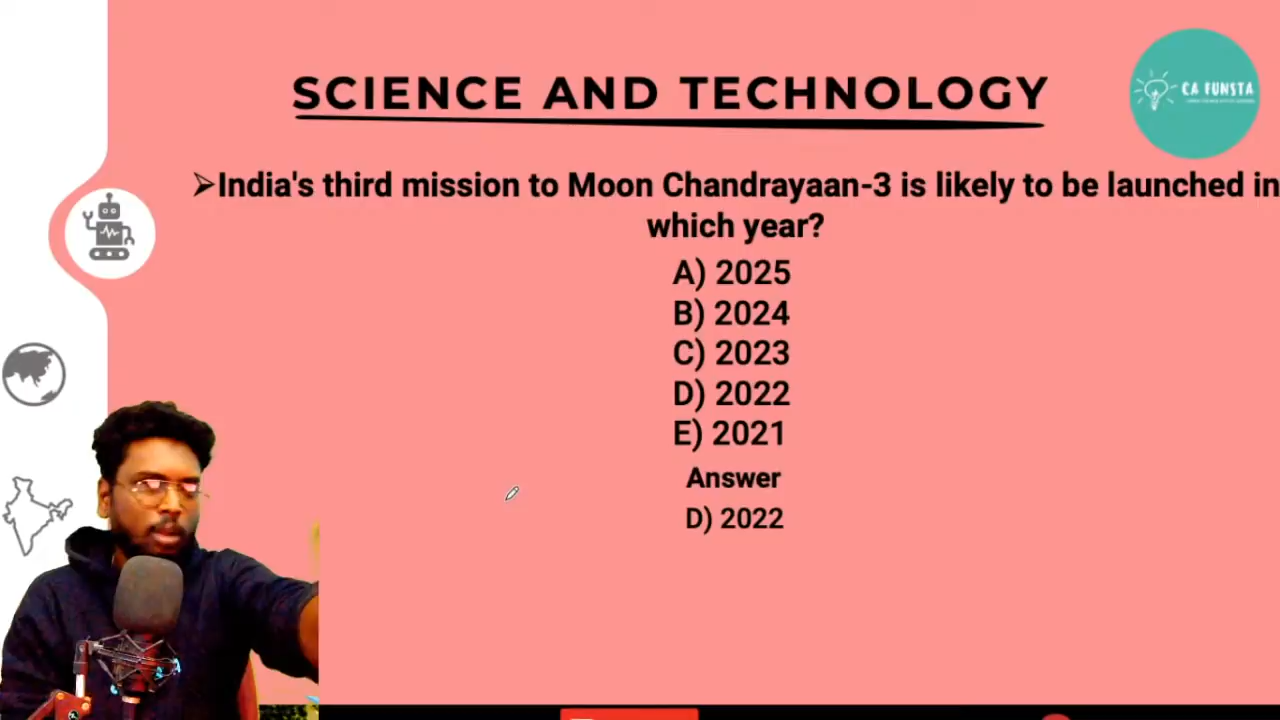 SCIENCE AND TECHNOLOGY
CA FUNSTA
➢India's third mission to Moon Chandrayaan-3 is likely to be launched in
which year?
A) 2025
B) 2024
C) 2023
D) 2022
E) 2021
Answer
D) 2022